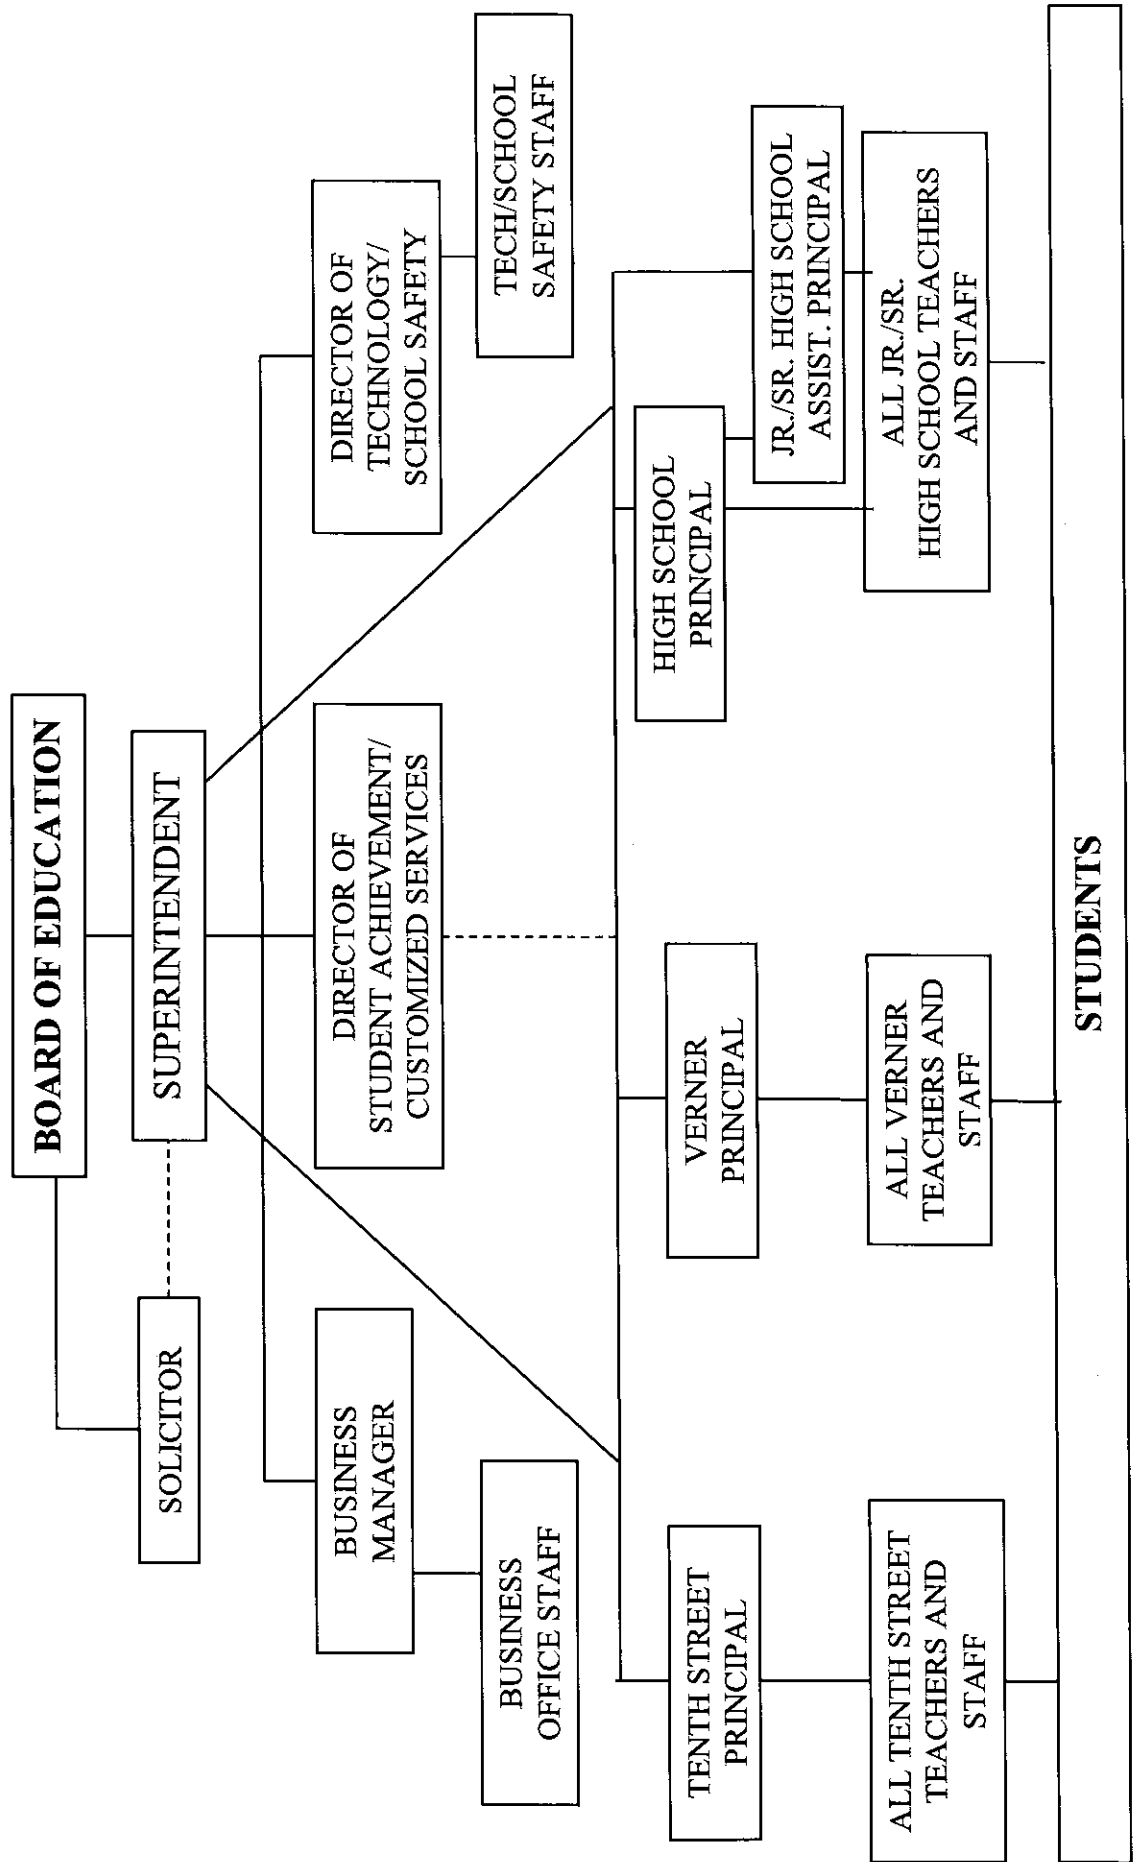 BOARD OF EDUCATION
SOLICITOR
SUPERINTENDENT
BUSINESS
MANAGER
DIRECTOR OF
STUDENT ACHIEVEMENT/
CUSTOMIZED SERVICES
DIRECTOR OF
TECHNOLOGY/
SCHOOL SAFETY
BUSINESS
OFFICE STAFF
TECH/SCHOOL
SAFETY STAFF
TENTH STREET
PRINCIPAL
VERNER
PRINCIPAL
HIGH SCHOOL
PRINCIPAL
JR./SR. HIGH SCHOOL
ASSIST. PRINCIPAL
ALL TENTH STREET
TEACHERS AND
STAFF
ALL VERNER
TEACHERS AND
STAFF
ALL JR./SR.
HIGH SCHOOL TEACHERS
AND STAFF
STUDENTS